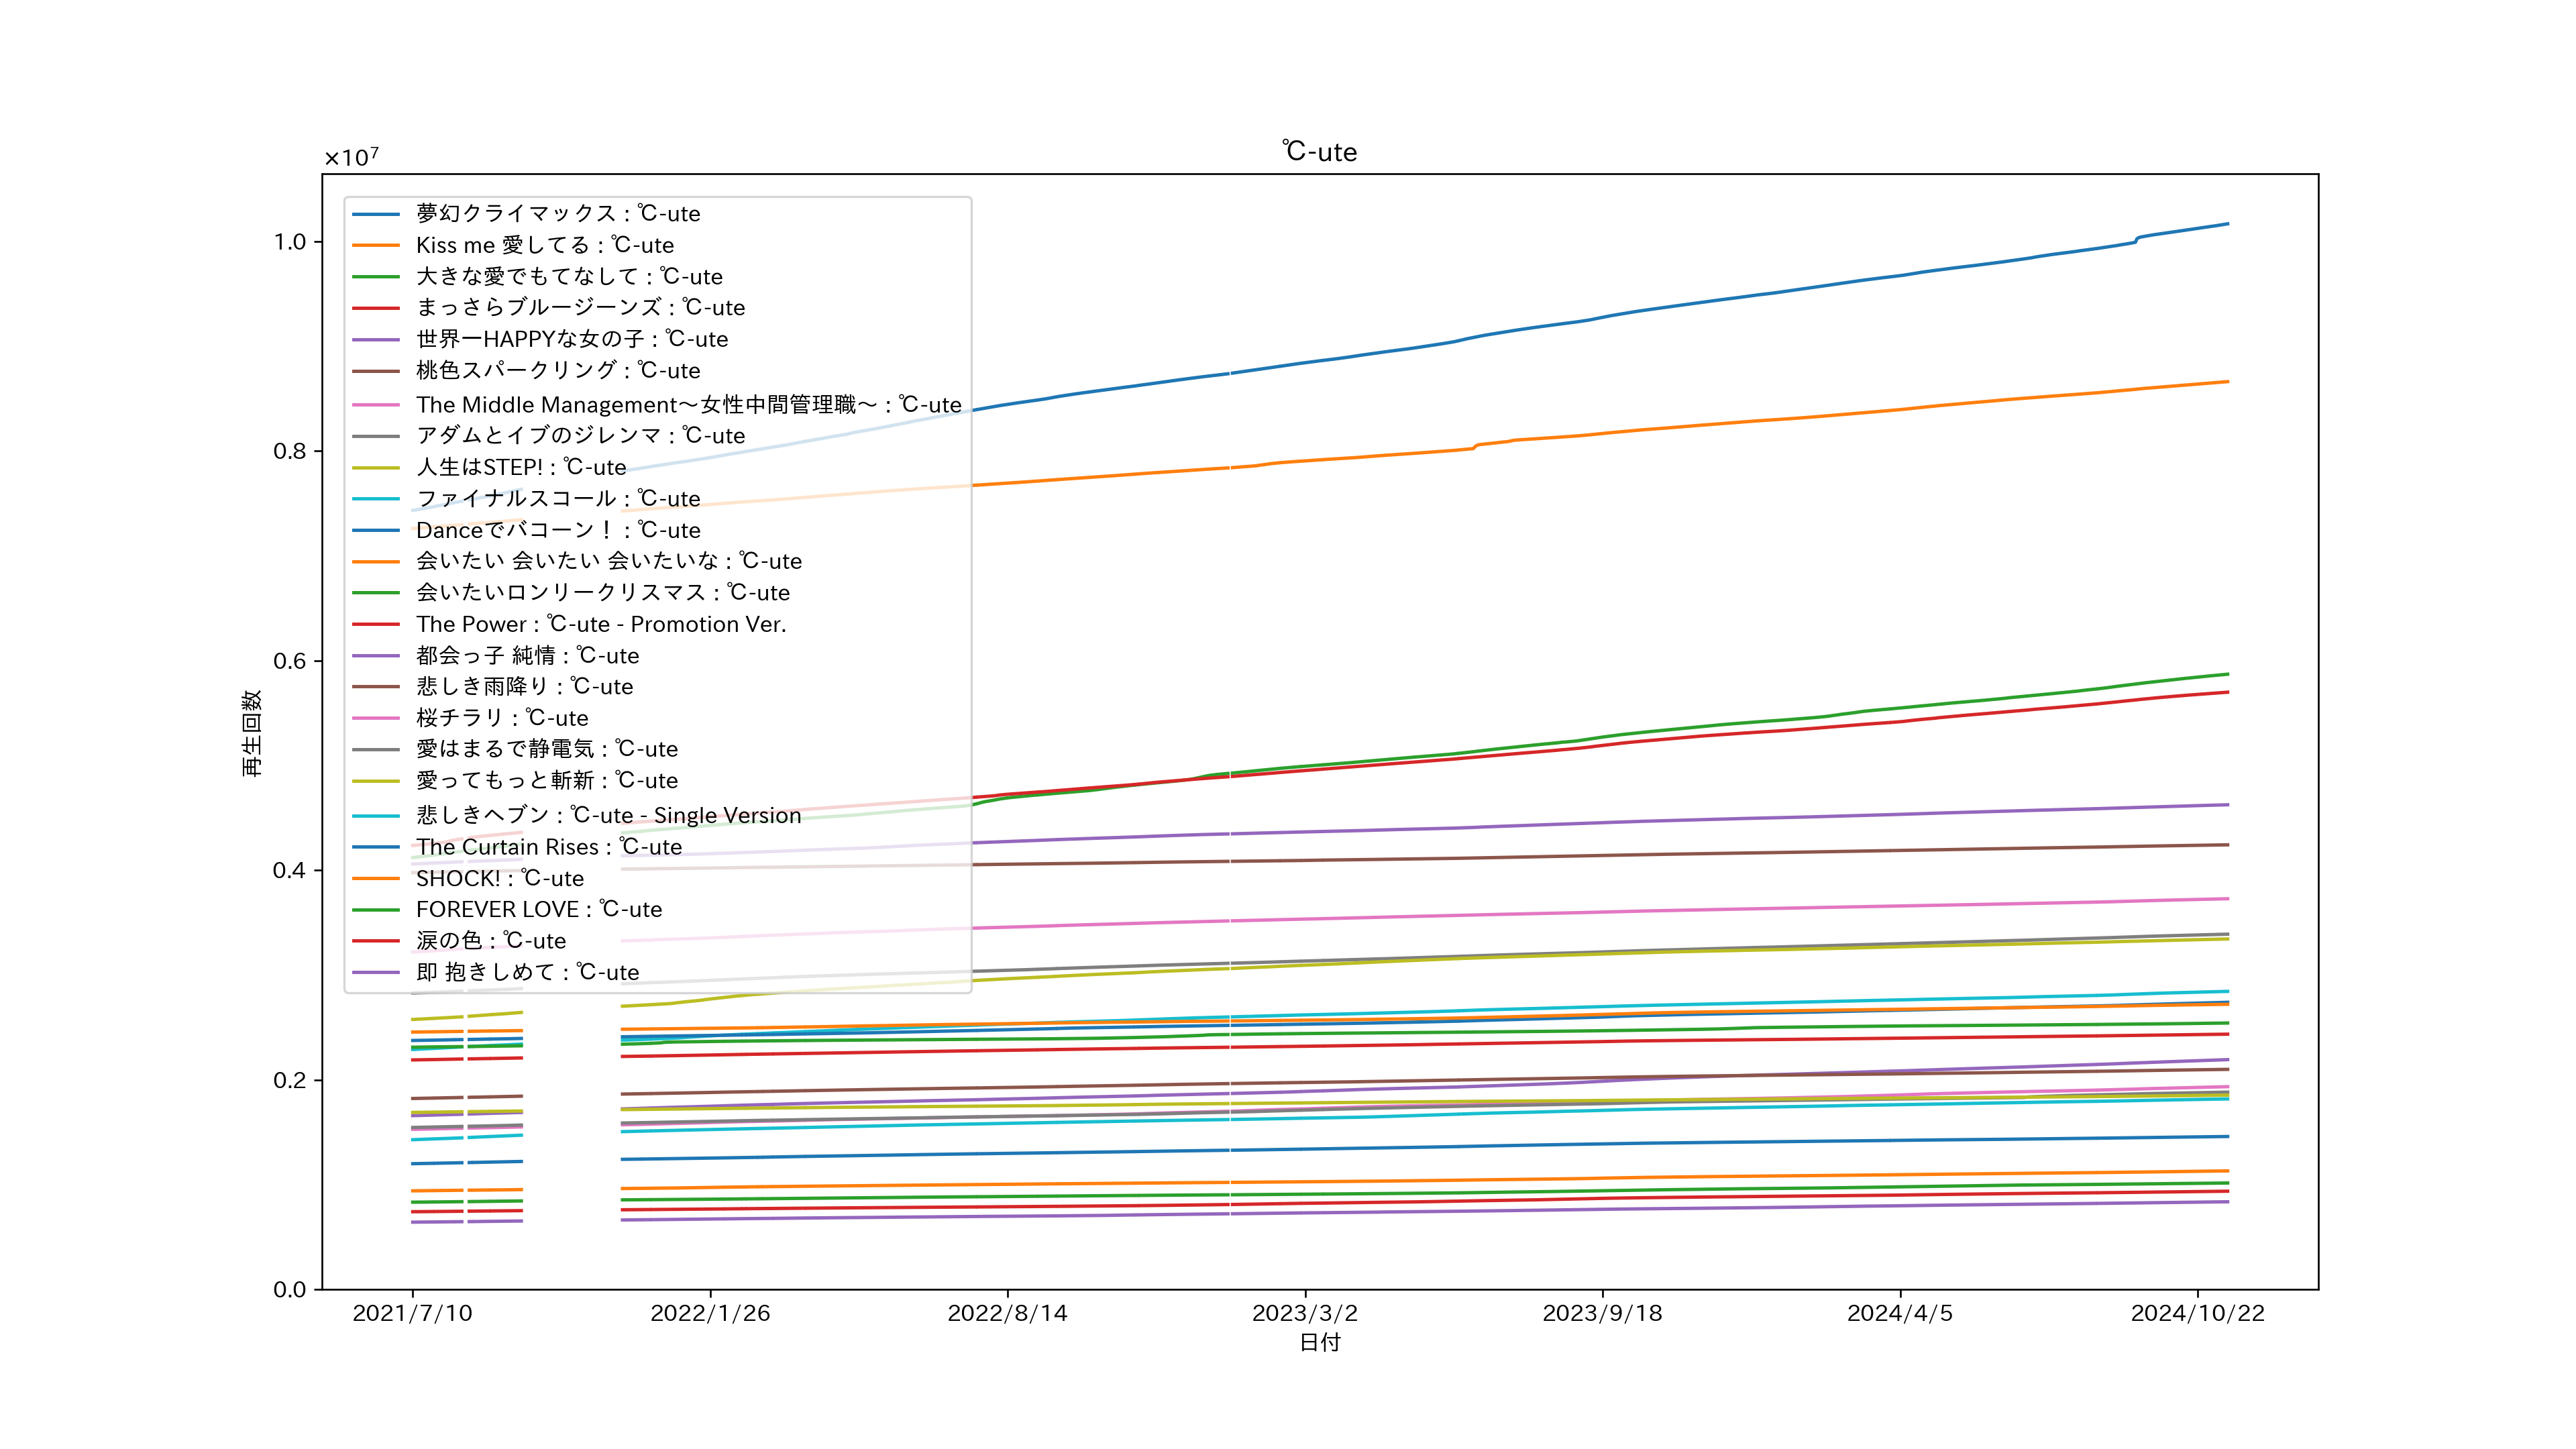 ℃-ute
×10⁷
1.0
0.8
0.6
0.4
0.2
0.0
再生回数
夢幻クライマックス : ℃-ute
Kiss me 愛してる : ℃-ute
大きな愛でもてなして : ℃-ute
まっさらブルージーンズ : ℃-ute
世界一HAPPYな女の子 : ℃-ute
桃色スパークリング : ℃-ute
The Middle Management～女性中間管理職～ : ℃-ute
アダムとイブのジレンマ : ℃-ute
人生はSTEP! : ℃-ute
ファイナルスコール : ℃-ute
Danceでバコーン！ : ℃-ute
会いたい 会いたい 会いたいな : ℃-ute
会いたいロンリークリスマス : ℃-ute
The Power : ℃-ute - Promotion Ver.
都会っ子 純情 : ℃-ute
悲しき雨降り : ℃-ute
桜チラリ : ℃-ute
愛はまるで静電気 : ℃-ute
愛ってもっと斬新 : ℃-ute
悲しきヘブン : ℃-ute - Single Version
The Curtain Rises : ℃-ute
SHOCK! : ℃-ute
FOREVER LOVE : ℃-ute
涙の色 : ℃-ute
即 抱きしめて : ℃-ute
2021/7/10
2022/1/26
2022/8/14
2023/3/2
2023/9/18
2024/4/5
2024/10/22
日付